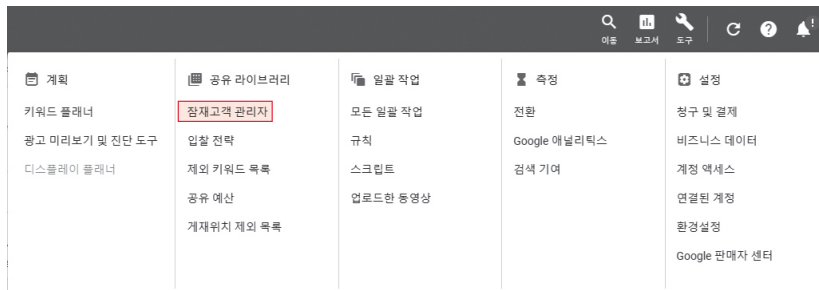 이동
보고서
도구
계획
키워드 플래너
광고 미리보기 및 진단 도구
디스플레이 플래너
공유 라이브러리
잠재고객 관리자
입찰 전략
제외 키워드 목록
공유 예산
게재위치 제외 목록
일괄 작업
모든 일괄 작업
규칙
스크립트
업로드한 동영상
측정
전환
Google 애널리틱스
검색 기여
설정
청구 및 결제
비즈니스 데이터
계정 액세스
연결된 계정
환경설정
Google 판매자 센터